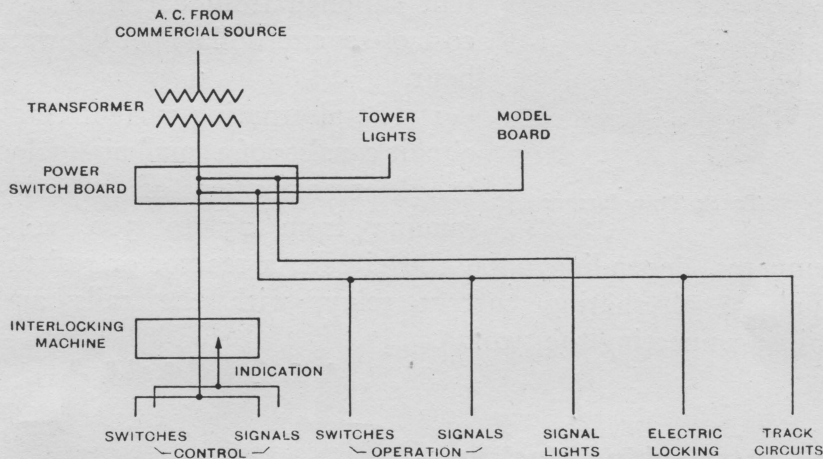 A. C. FROM
COMMERCIAL SOURCE
TRANSFORMER
TOWER
LIGHTS
MODEL
BOARD
POWER
SWITCH BOARD
INTERLOCKING
MACHINE
INDICATION
SWITCHES
SIGNALS
CONTROL
SWITCHES
SIGNALS
OPERATION
SIGNAL
LIGHTS
ELECTRIC
LOCKING
TRACK
CIRCUITS